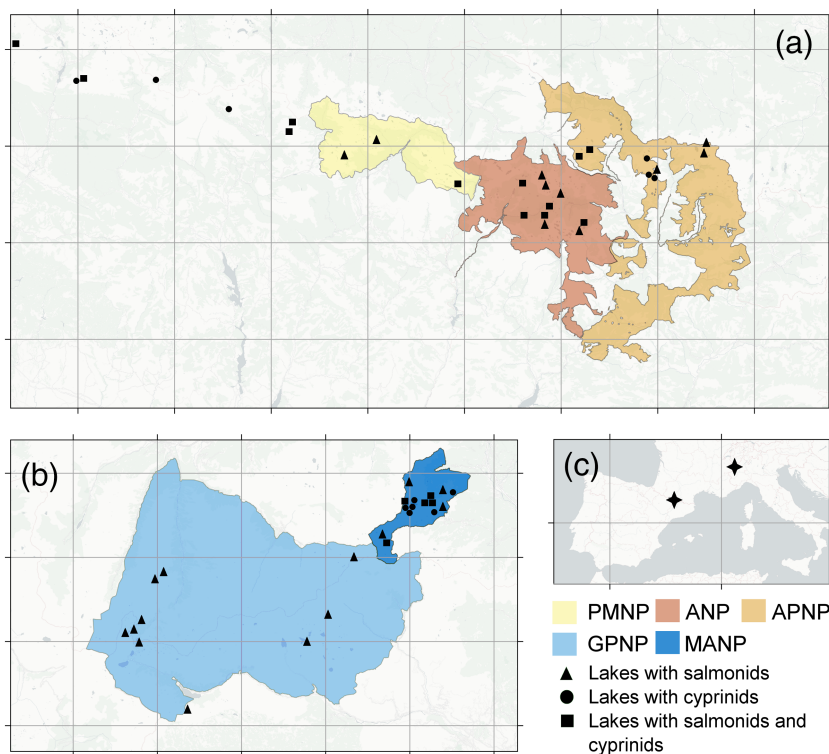 (a)
(b)
(c)
PMNP ANP APNP
GPNP MANP
Lakes with salmonids
Lakes with cyprinids
Lakes with salmonids and
cyprinids